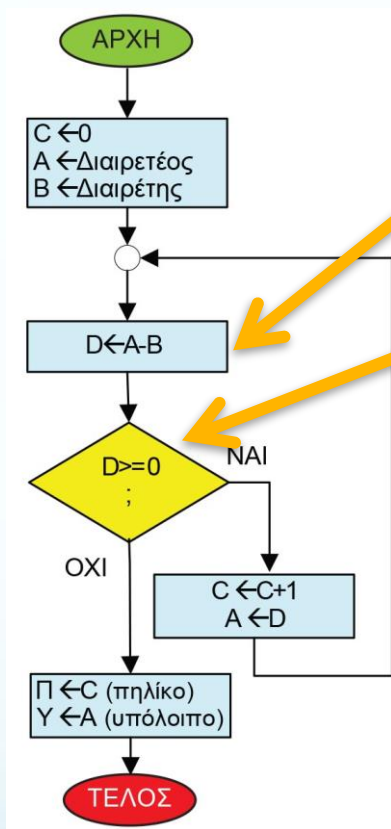 ΑΡΧΗ
C ←0
A ←Διαιρετέος
B ←Διαιρέτης
D←A-B
D>=0
;
ΝΑΙ
ΟΧΙ
C ←C+1
A ←D
Π ←C (πηλίκο)
Υ ←A (υπόλοιπο)
ΤΕΛΟΣ